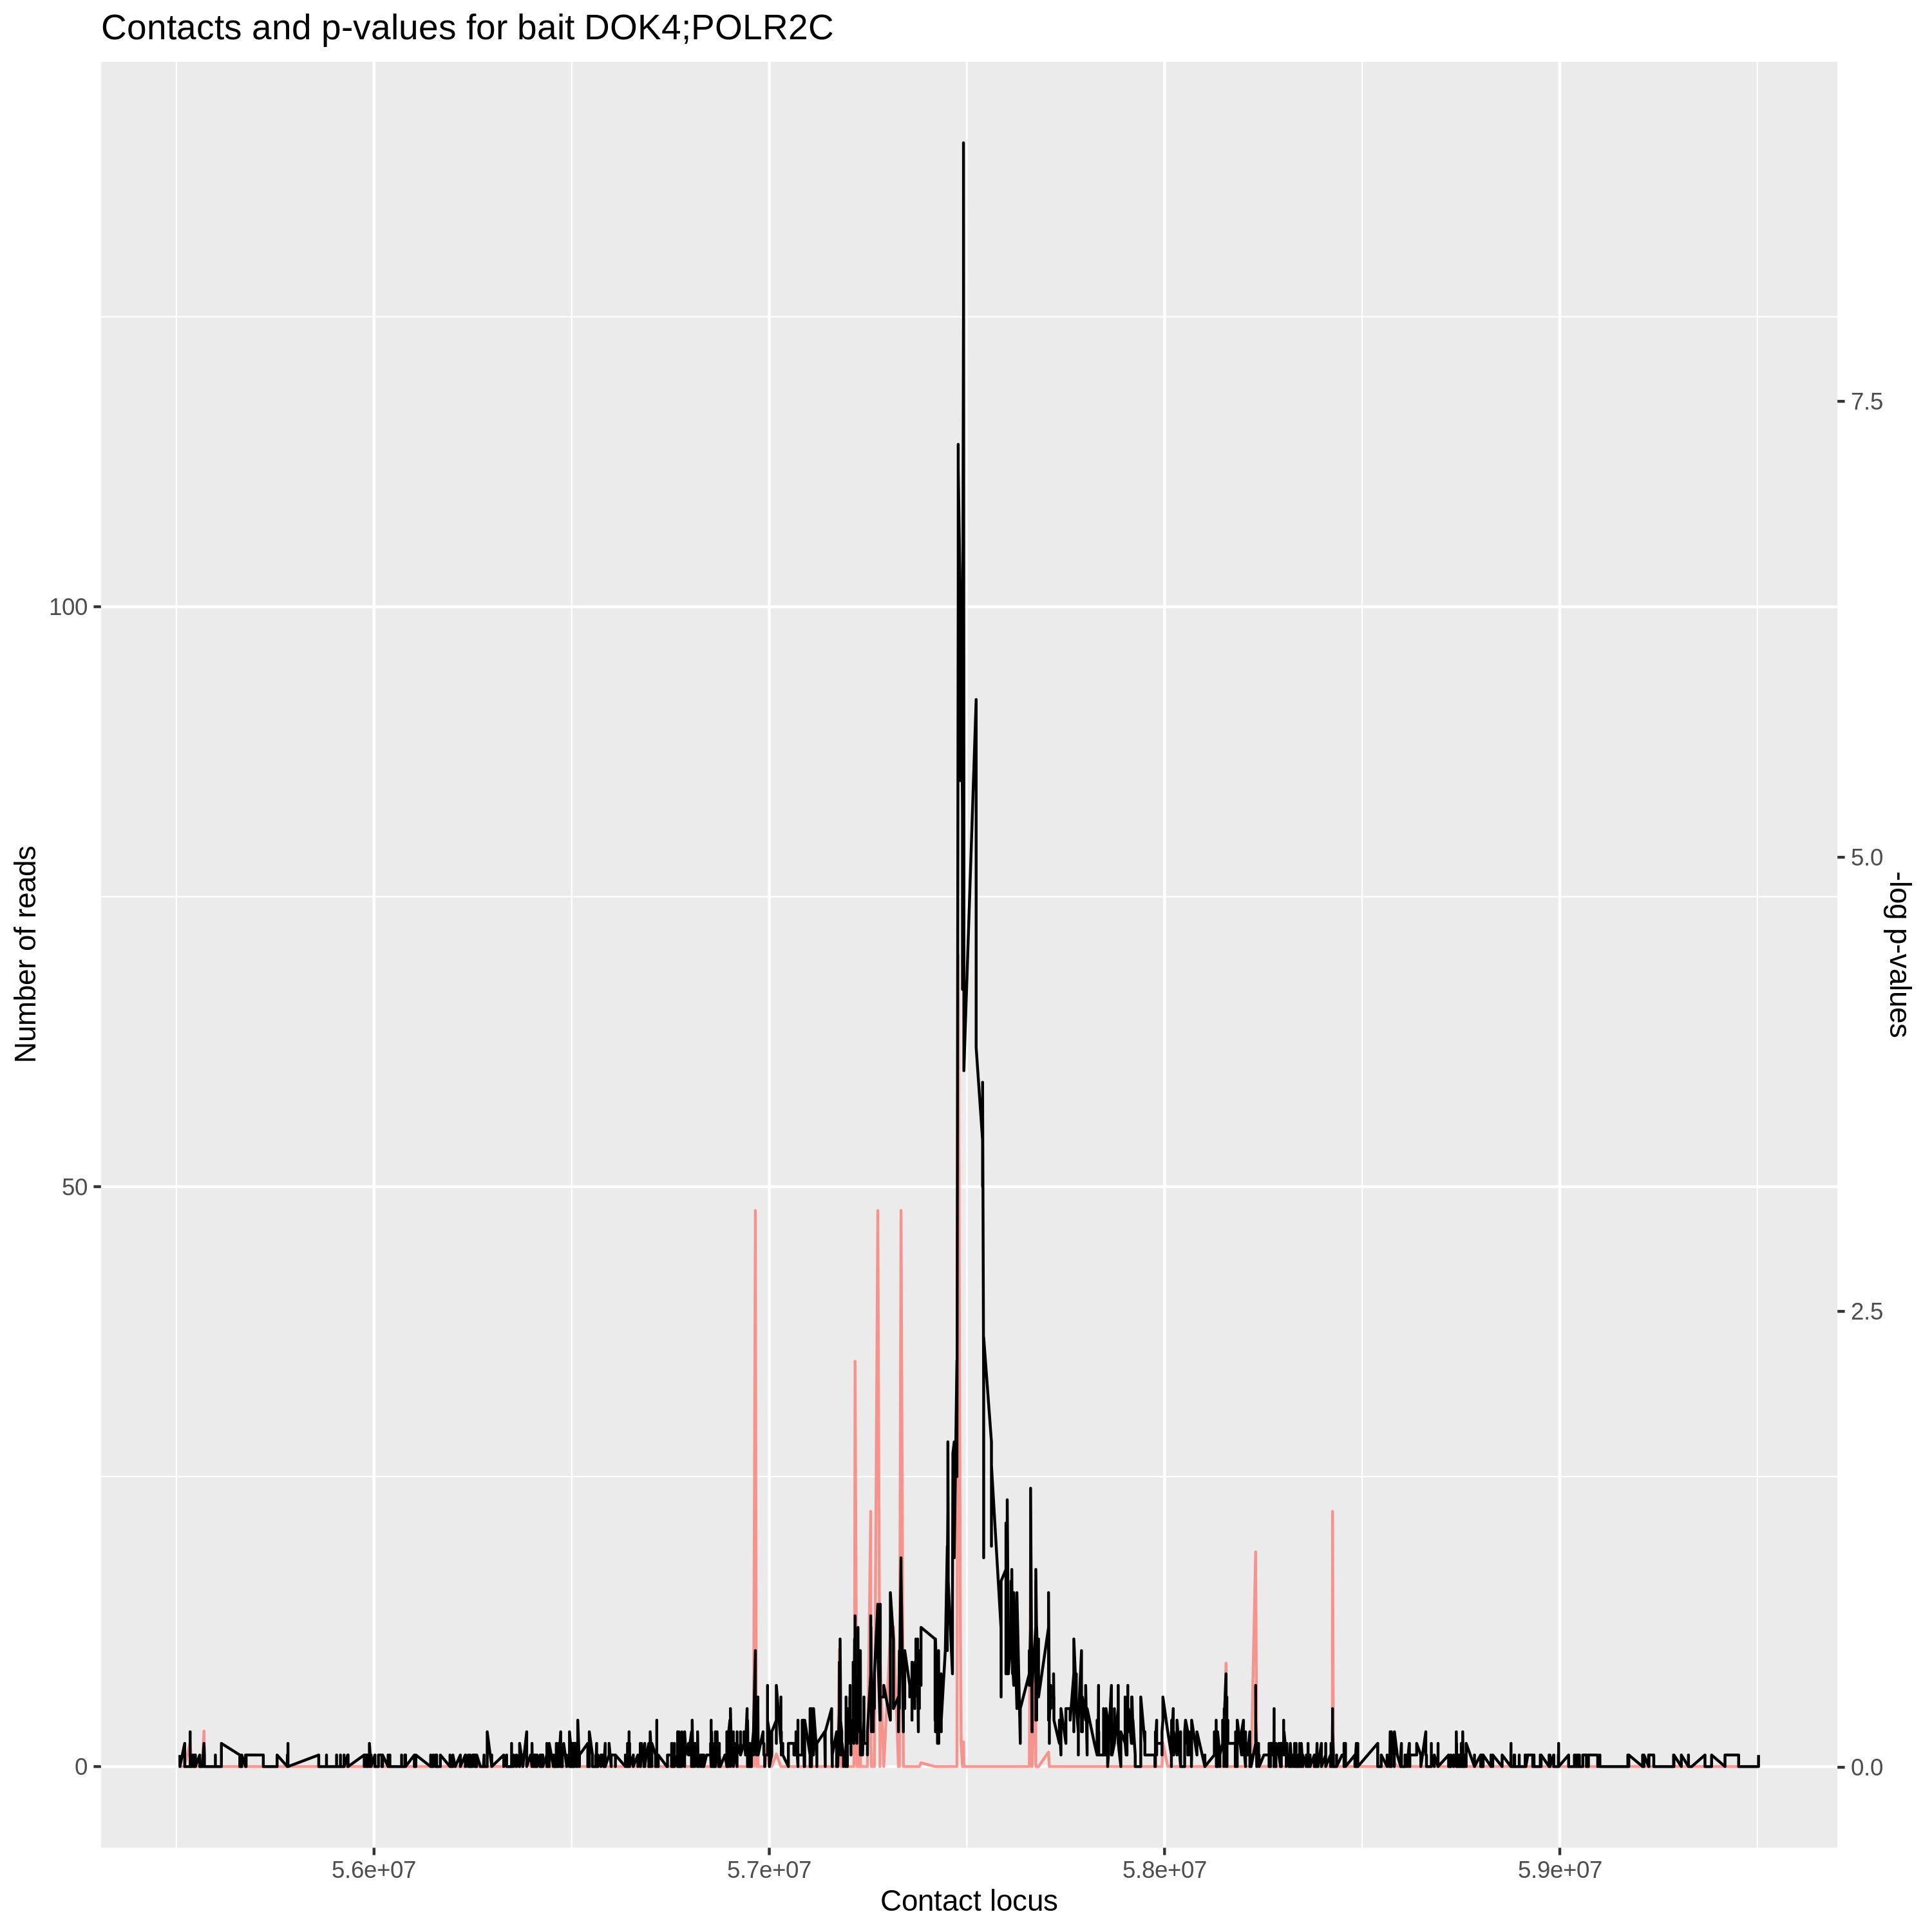 Contacts and p-values for bait DOK4;POLR2C
Number of reads
100
50
0
7.5
5.0
2.5
0.0
-log p-values
5.6e+07
5.7e+07
5.8e+07
5.9e+07
Contact locus